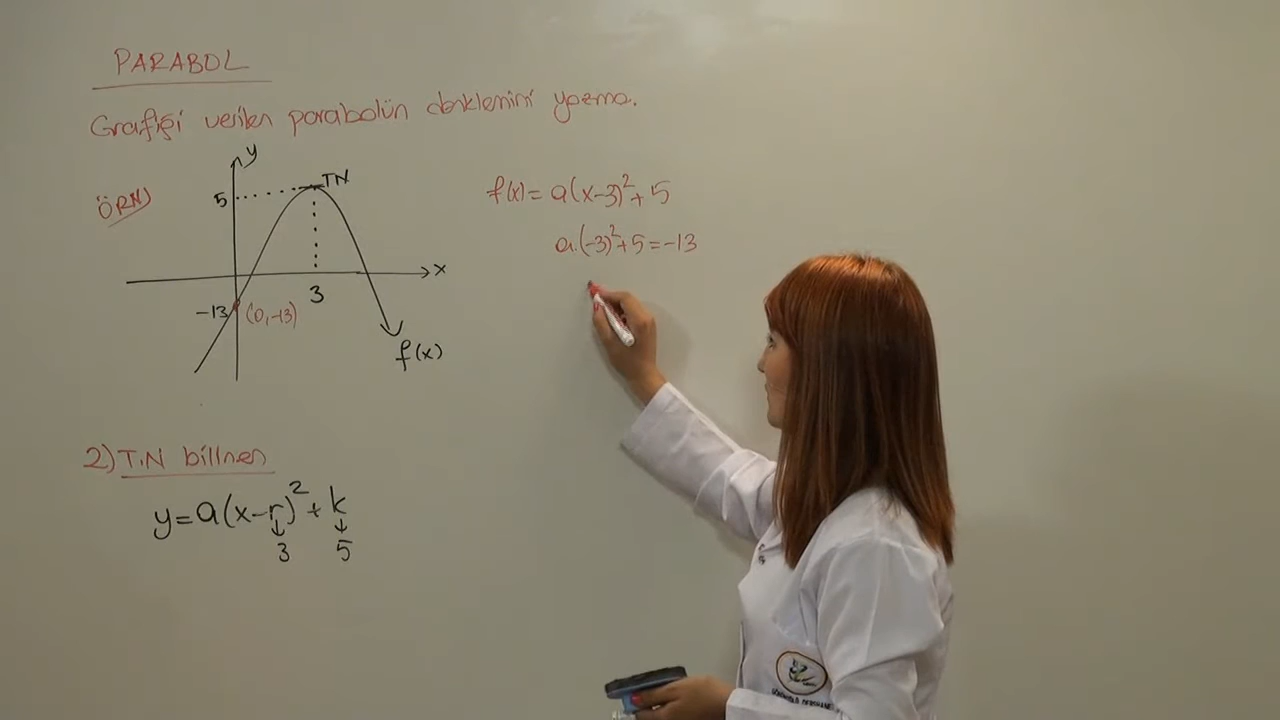 PARABOL
Grafiği verilen parabolün denklemini yazma.
ÖRN)
y
5
TN
x
3
-13
(0,-13)
f(x)
f(x) = a(x-3)²+5
a.(-3)²+5=-13
2) T.N bilinen
y=a(x-r)²+k
3
5